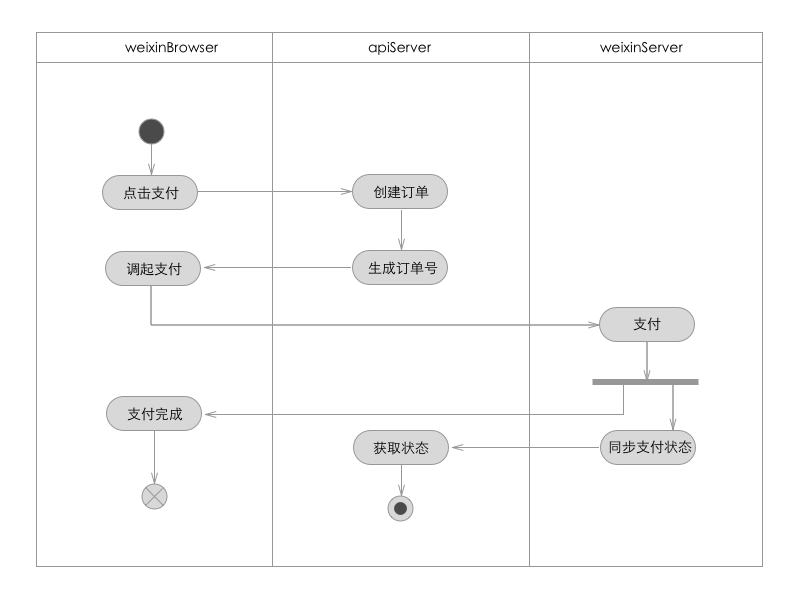 weixinBrowser
apiServer
weixinServer
点击支付
创建订单
调起支付
生成订单号
支付
支付完成
获取状态
同步支付状态